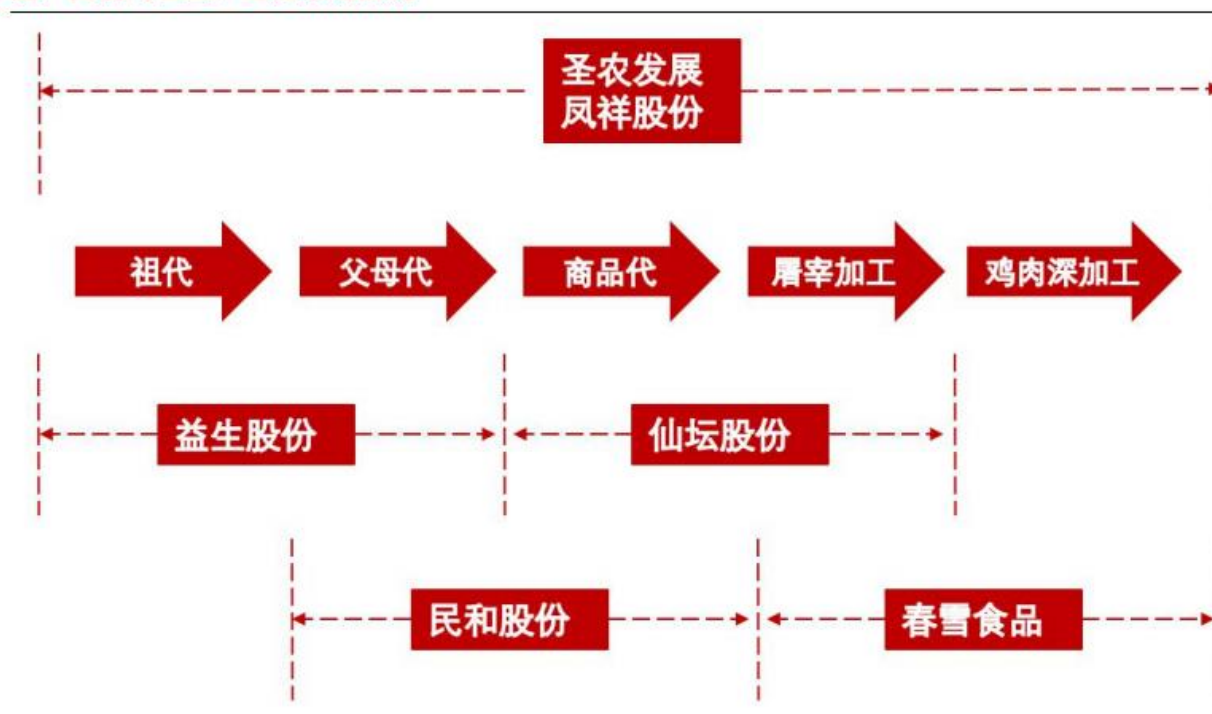 圣农发展
凤祥股份
祖代
父母代
商品代
屠宰加工
鸡肉深加工
益生股份
仙坛股份
民和股份
春雪食品